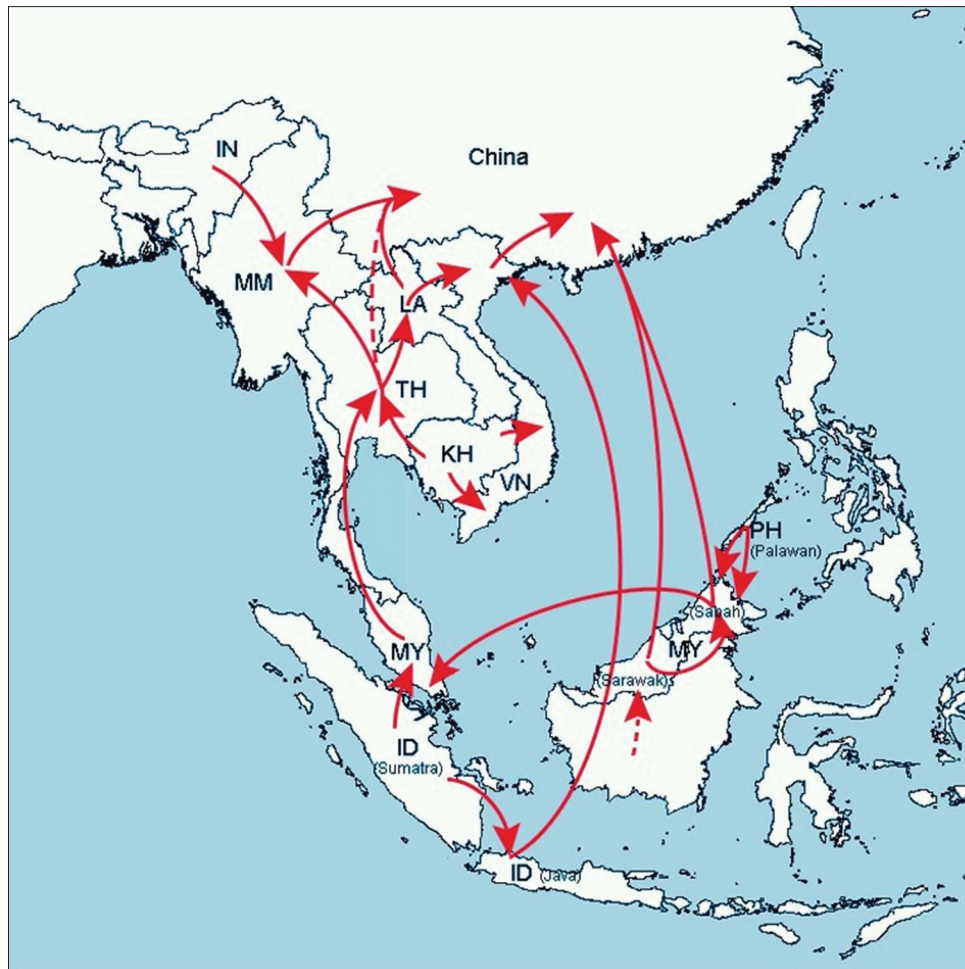 IN
China
MM
LA
TH
KH
VN
PH
(Palawan)
(Sabah)
MY
MY
(Sarawak)
ID
(Sumatra)
ID (Java)